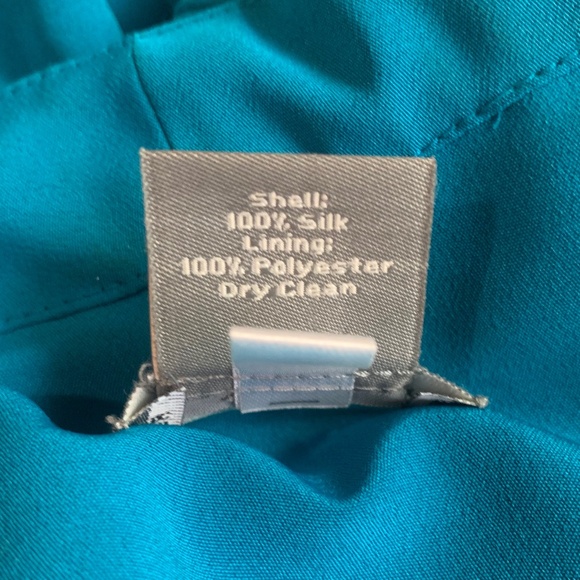 Shell:
100% Silk
Lining:
100% Polyester
Dry Clean